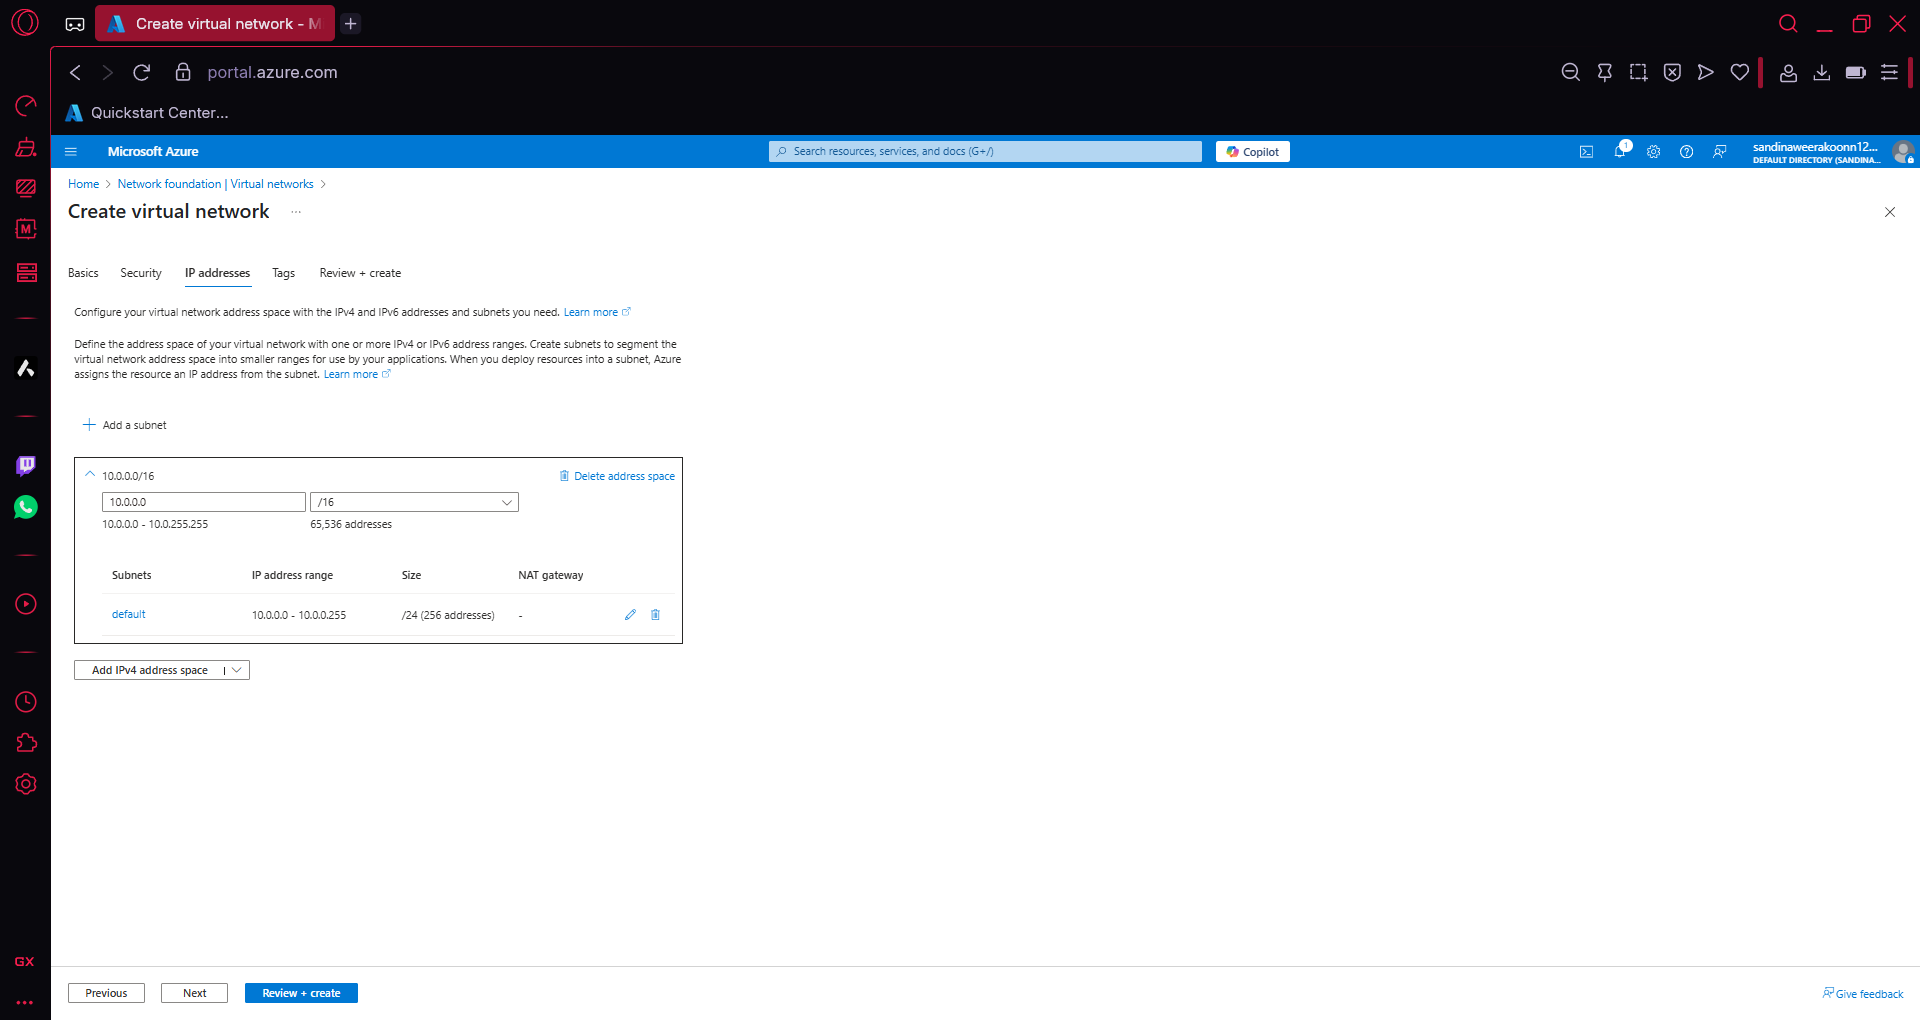 Create virtual network - M
portal.azure.com
Quickstart Center...
Microsoft Azure
Search resources, services, and docs (G+/)
Copilot
1
sandinaweerakoonn12...
DEFAULT DIRECTORY (SANDINA...
Home > Network foundation | Virtual networks >
Create virtual network ...
Basics Security IP addresses Tags Review + create
Configure your virtual network address space with the IPv4 and IPv6 addresses and subnets you need. Learn more
Define the address space of your virtual network with one or more IPv4 or IPv6 address ranges. Create subnets to segment the
virtual network address space into smaller ranges for use by your applications. When you deploy resources into a subnet, Azure
assigns the resource an IP address from the subnet. Learn more
+ Add a subnet
10.0.0.0/16 Delete address space
10.0.0.0 /16
10.0.0.0 - 10.0.255.255 65,536 addresses
Subnets IP address range Size NAT gateway
default 10.0.0.0 - 10.0.0.255 /24 (256 addresses) -
Add IPv4 address space |
M
GX
Previous Next Review + create Give feedback